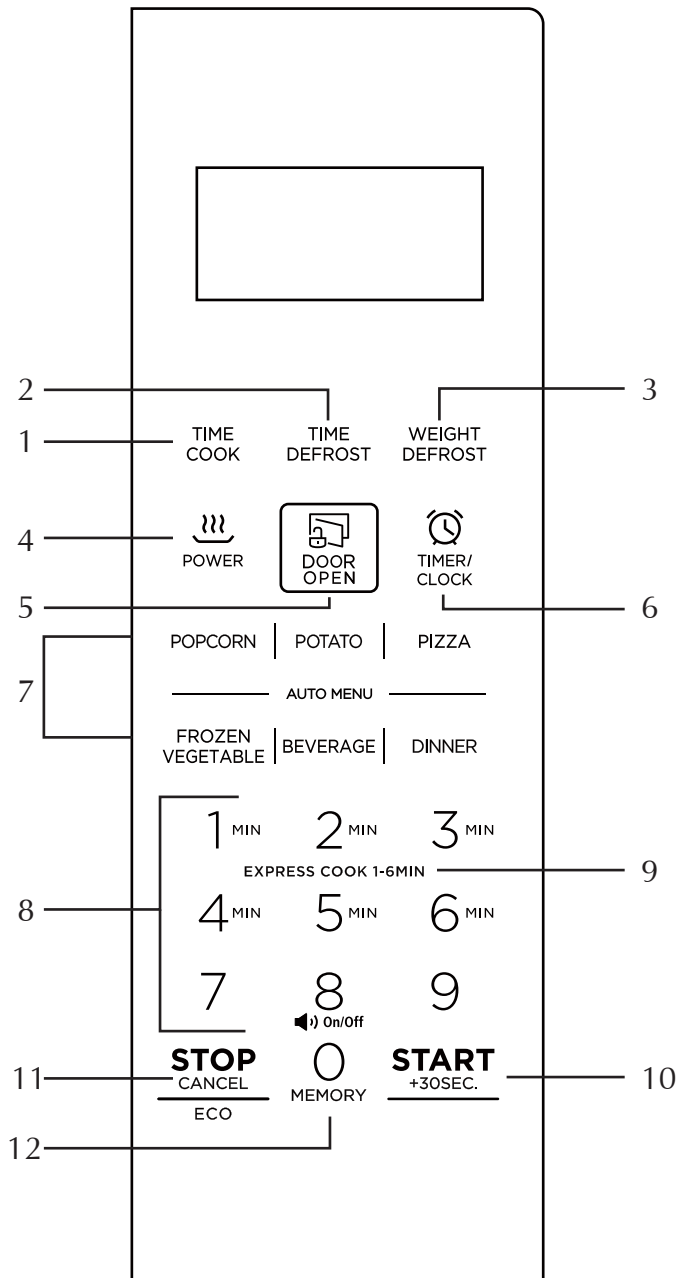 2
3
1
TIME
COOK
TIME
DEFROST
WEIGHT
DEFROST
4
POWER
DOOR
OPEN
TIMER/
CLOCK
5
6
7
POPCORN
POTATO
PIZZA
AUTO MENU
FROZEN
VEGETABLE
BEVERAGE
DINNER
1 MIN
2 MIN
3 MIN
EXPRESS COOK 1-6MIN
9
8
4 MIN
5 MIN
6 MIN
7
8
On/Off
9
STOP
CANCEL
ECO
0
MEMORY
START
+30SEC.
11
10
12